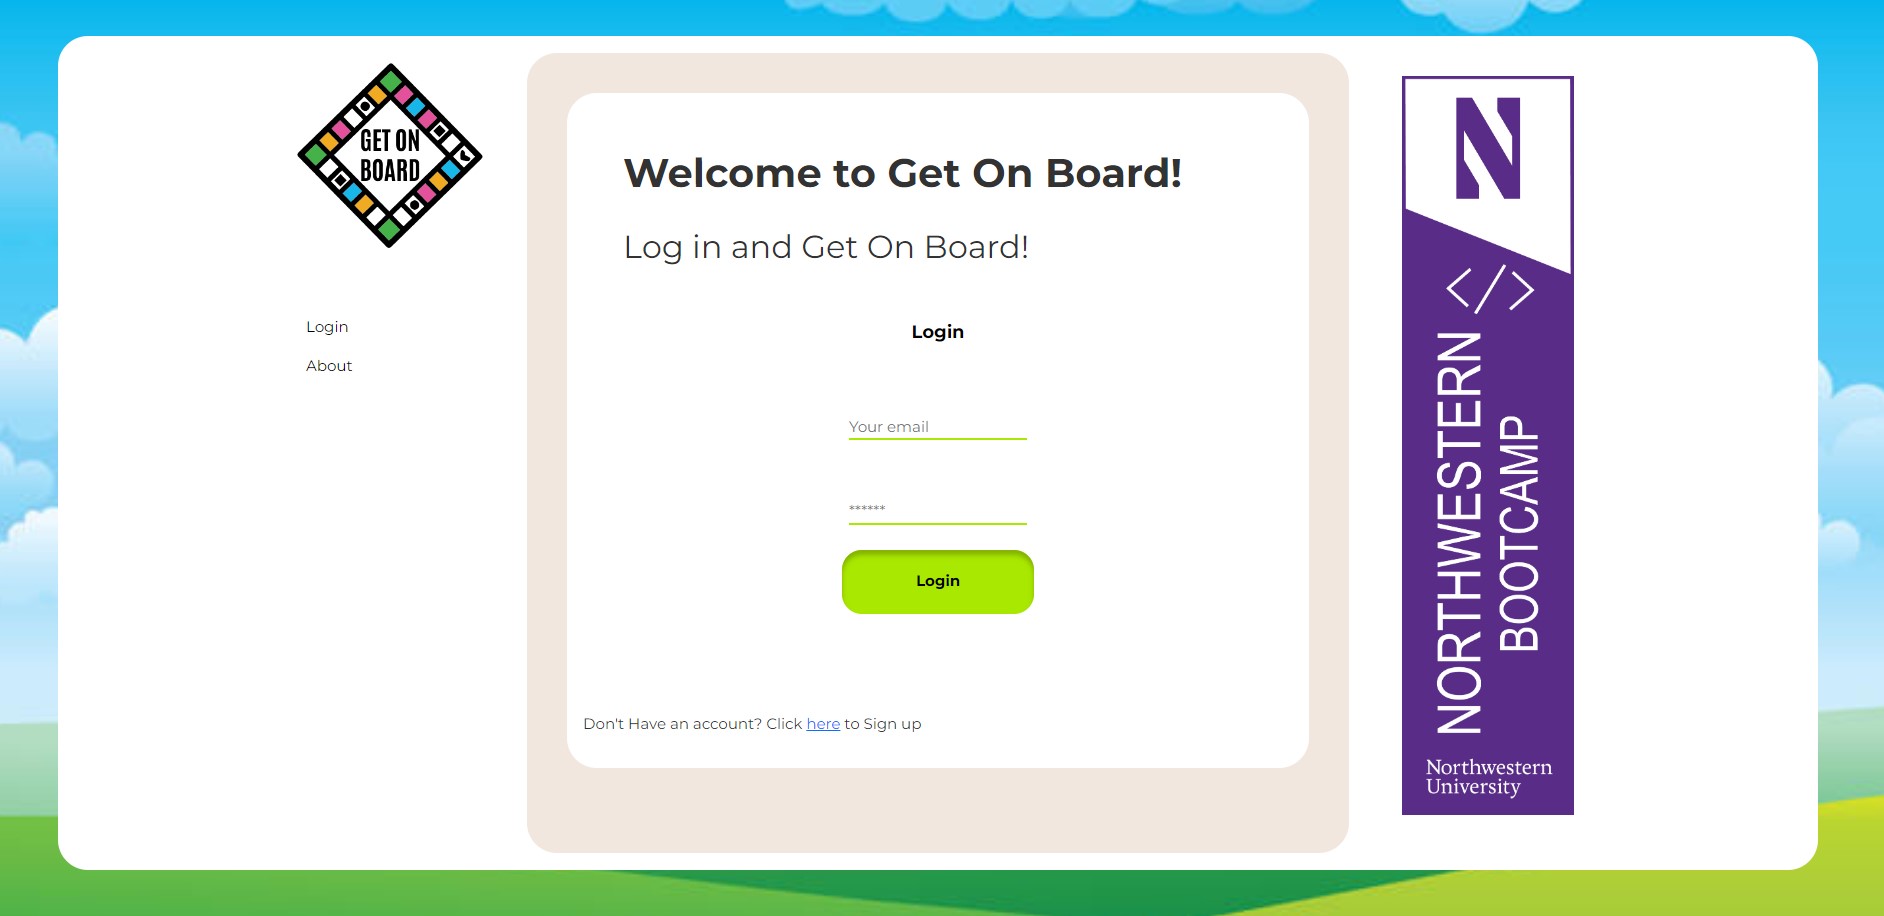 GET ON
BOARD
Login
About
Welcome to Get On Board!
Log in and Get On Board!
Login
Your email
******
Login
Don't Have an account? Click here to Sign up
N
</>
NORTHWESTERN
BOOTCAMP
Northwestern
University